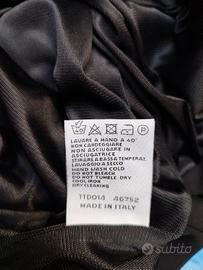 LAVARE A MANO A 40°
NON CANDEGGIARE
NON ASCIUGARE IN
ASCIUGATRICE
STIRARE A BASSA TEMPERAT.
LAVAGGIO A SECCO
HAND WASH COLD
DO NOT BLEACH
DO NOT TUMBLE DRY
COOL IRON
DRYCLEANING
TTD014 46752
MADE IN ITALY
subito